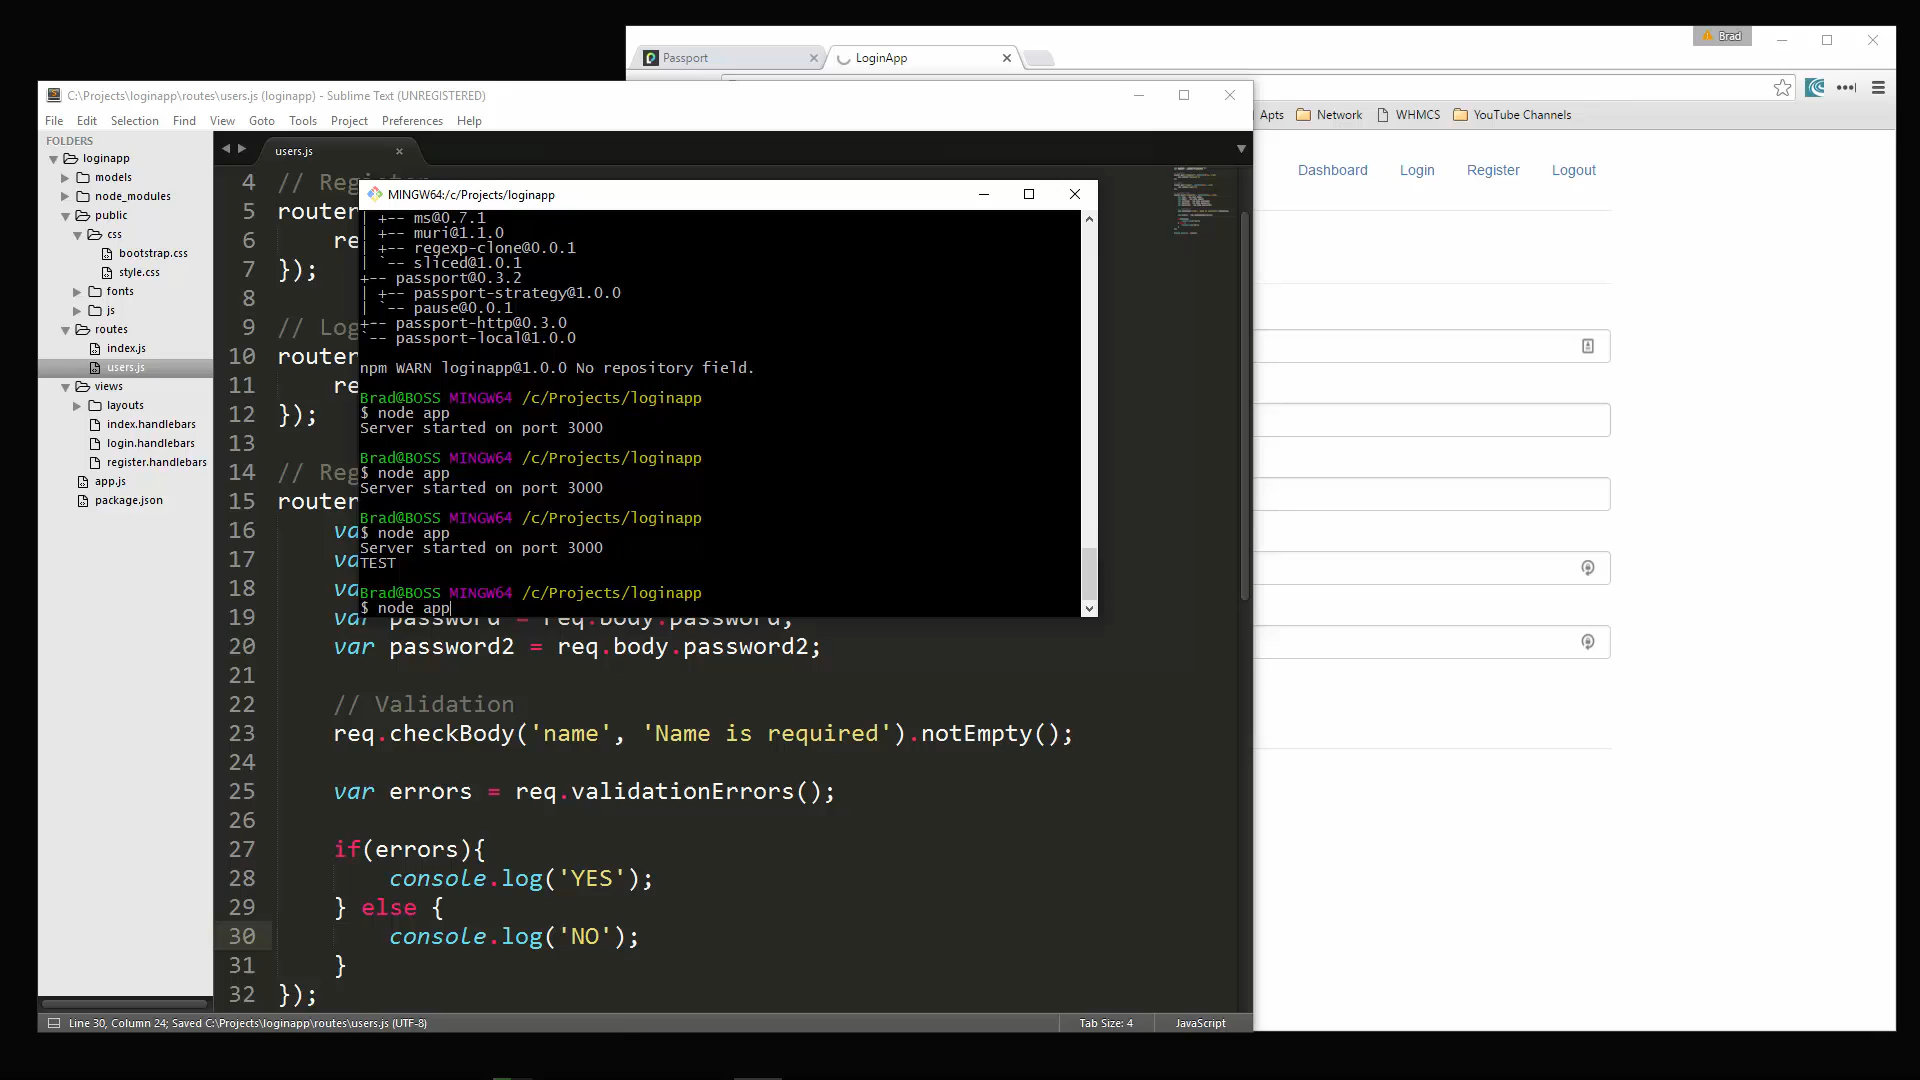 Brad
Passport
LoginApp
C:\Projects\loginapp\routes\users.js (loginapp) - Sublime Text (UNREGISTERED)
File Edit Selection Find View Goto Tools Project Preferences Help
Apts Network WHMCS YouTube Channels
Dashboard Login Register Logout
FOLDERS
loginapp
models
node_modules
public
css
bootstrap.css
style.css
fonts
js
routes
index.js
users.js
views
layouts
index.handlebars
login.handlebars
register.handlebars
app.js
package.json
users.js
4 //
5 router
6
7 });
8
9 //
10 router
11
12 });
13
14 //
15 router
16
17
18
19 var password = req.body.password;
20 var password2 = req.body.password2;
21
22 // Validation
23 req.checkBody('name', 'Name is required').notEmpty();
24
25 var errors = req.validationErrors();
26
27 if(errors){
28 console.log('YES');
29 } else {
30 console.log('NO');
31 }
32 });
MINGW64:/c/Projects/loginapp
| +-- ms@0.7.1
| +-- muri@1.1.0
| +-- regexp-clone@0.0.1
| `-- sliced@1.0.1
+-- passport@0.3.2
| +-- passport-strategy@1.0.0
| `-- pause@0.0.1
+-- passport-http@0.3.0
`-- passport-local@1.0.0
npm WARN loginapp@1.0.0 No repository field.
Brad@BOSS MINGW64 /c/Projects/loginapp
$ node app
Server started on port 3000
Brad@BOSS MINGW64 /c/Projects/loginapp
$ node app
Server started on port 3000
Brad@BOSS MINGW64 /c/Projects/loginapp
$ node app
Server started on port 3000
TEST
Brad@BOSS MINGW64 /c/Projects/loginapp
$ node app
Line 30, Column 24; Saved C:\Projects\loginapp\routes\users.js (UTF-8)
Tab Size: 4
JavaScript